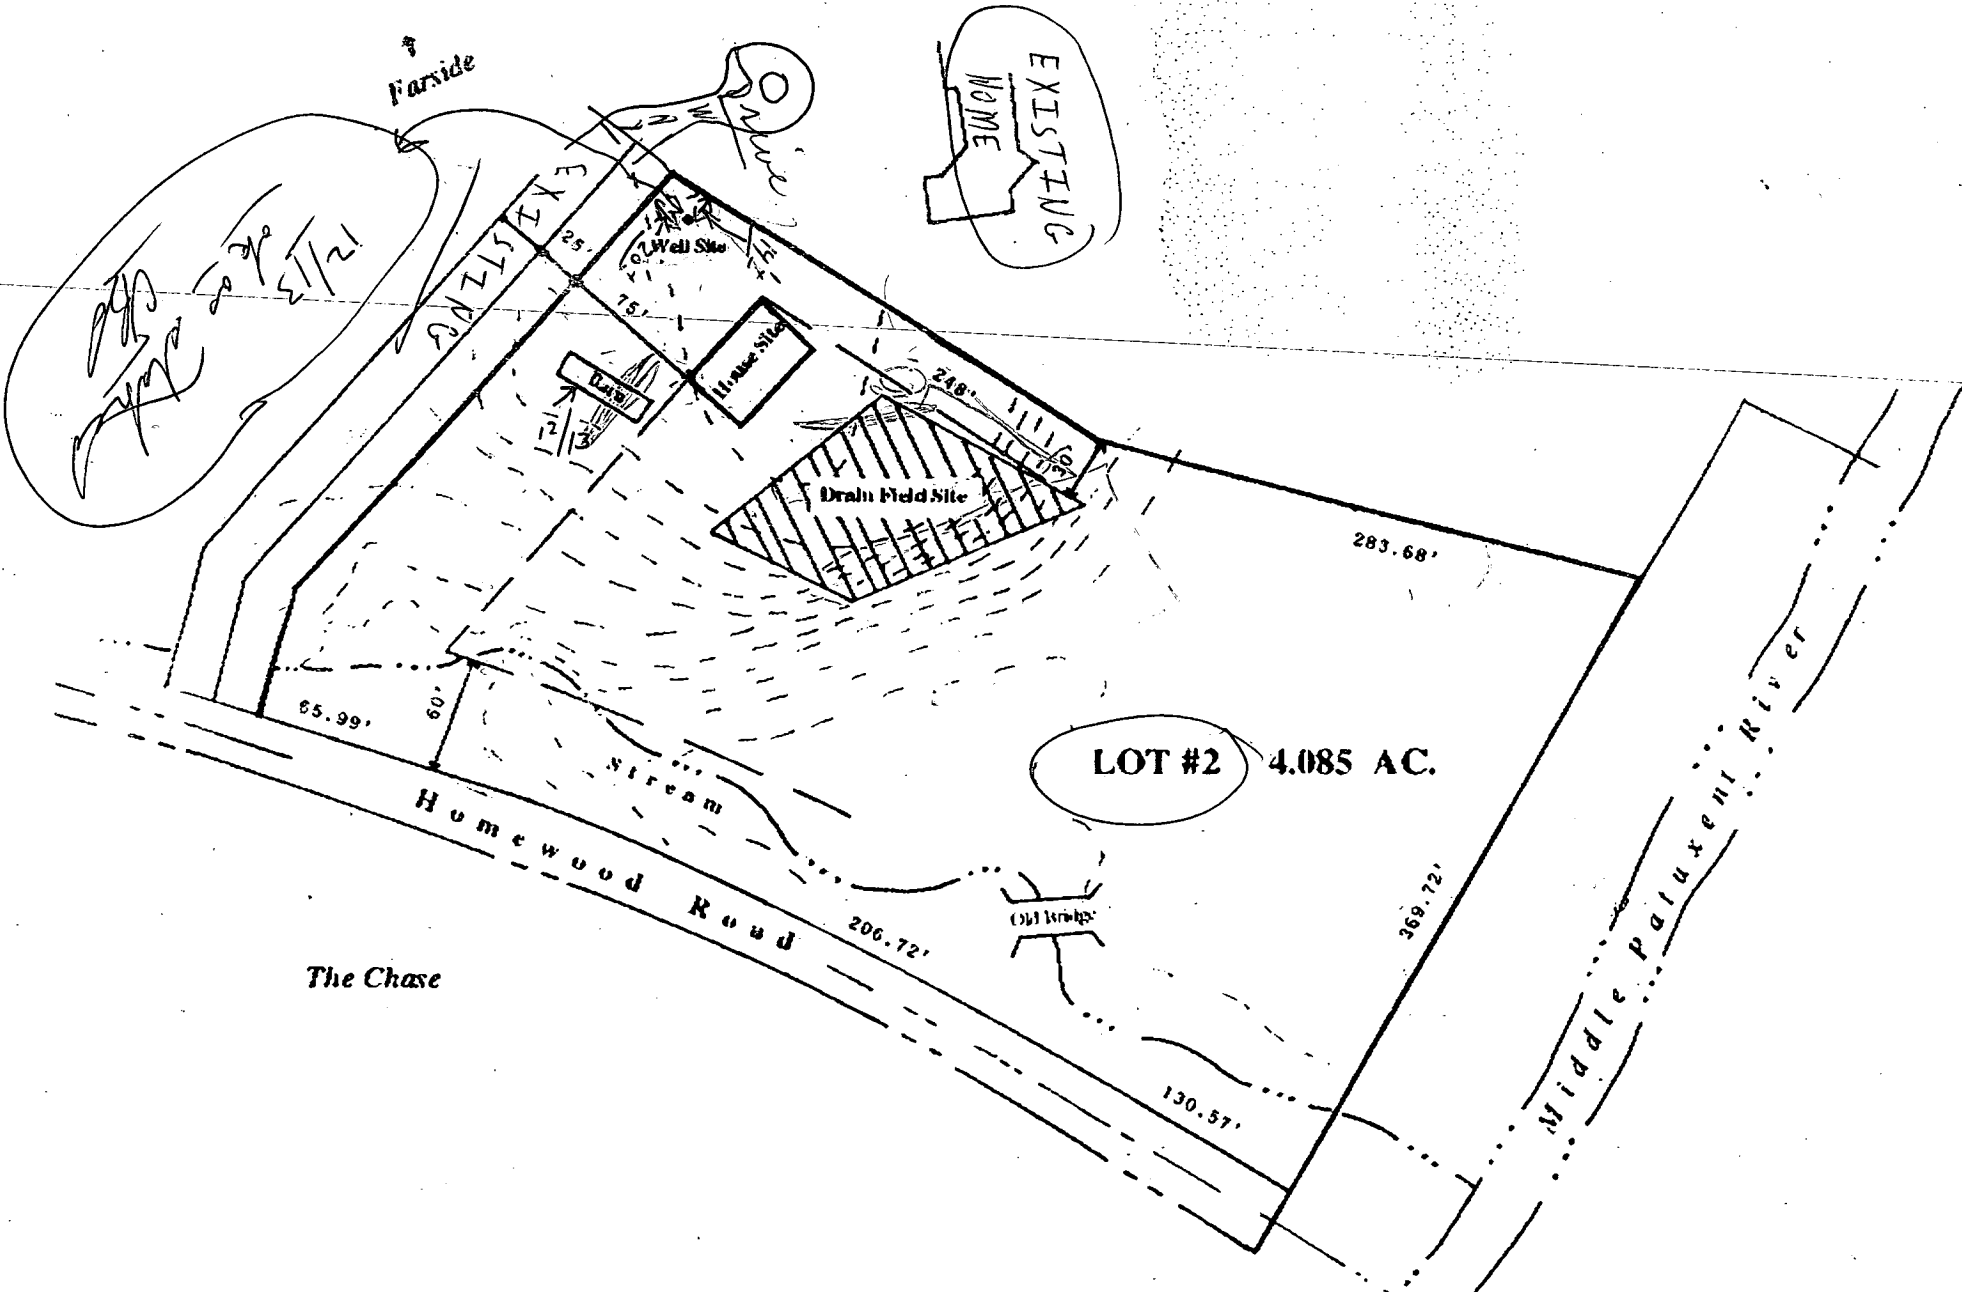 Farside
EXISTING
HOME
EXISTING
25'
Well Site
75'
House Site
248'
Drain Field Site
283.68'
12/13
65.99'
60'
Stream
LOT #2 4.085 AC.
Homewood Road
206.72'
Old Bridge
369.72'
Middle Patuxent River
The Chase
130.57'